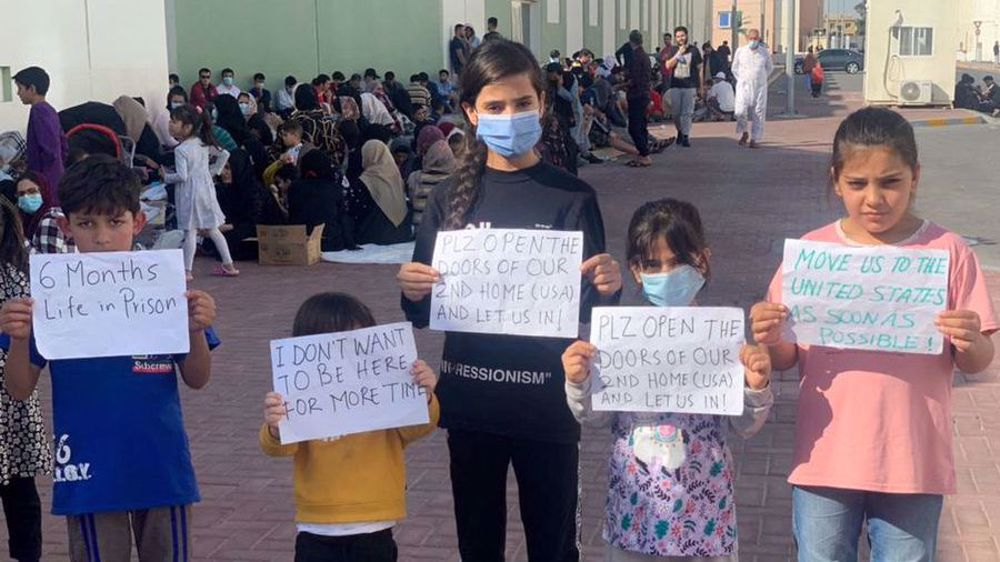 6 Months
Life in Prison
I DON'T WANT
TO BE HERE
FOR MORE TIME
PLZ OPEN THE
DOORS OF OUR
2ND HOME (USA)
AND LET US IN!
PLZ OPEN THE
DOORS OF OUR
2ND HOME (USA)
AND LET US IN!
MOVE US TO THE
UNITED STATES
AS SOON AS
POSSIBLE!
PRESSIONISM"